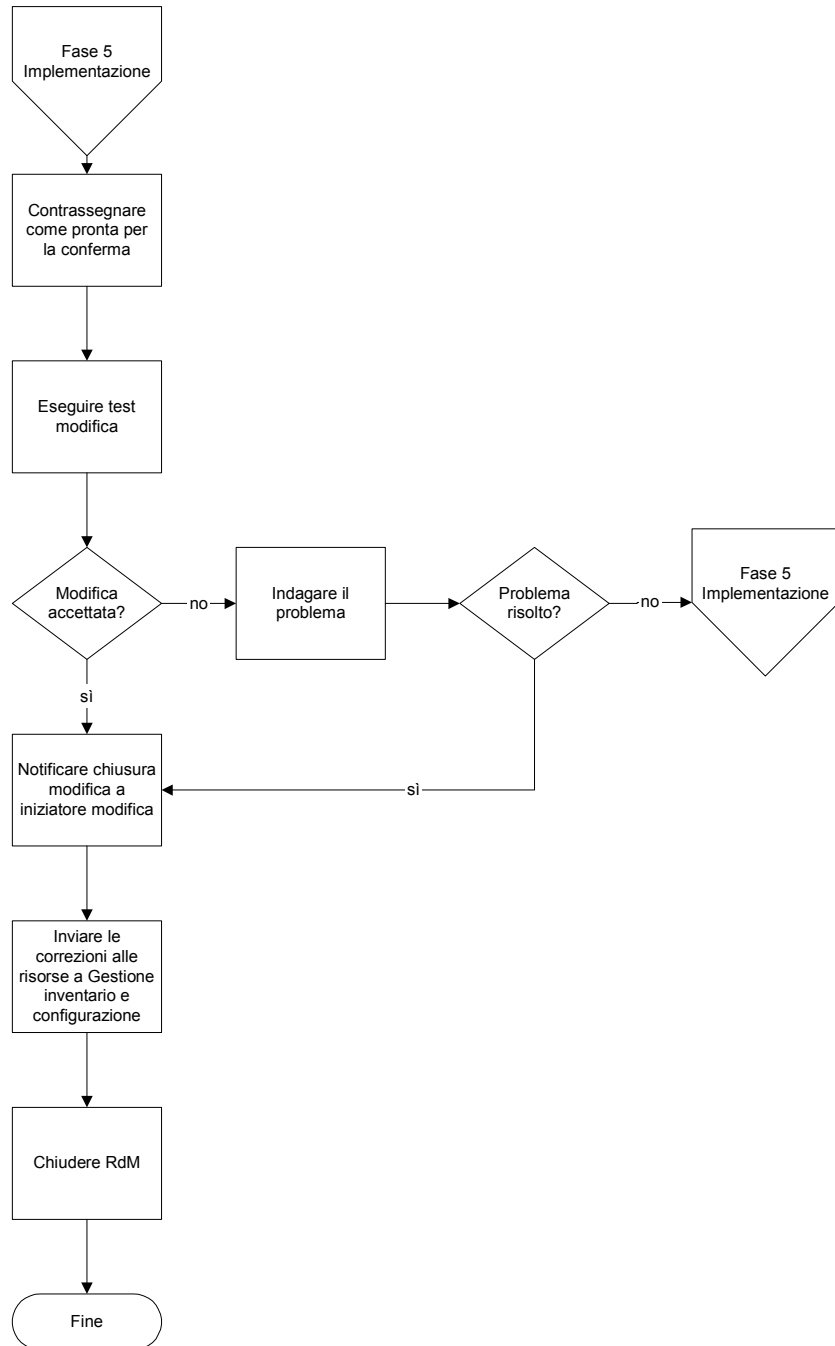 Fase 5
Implementazione
Contrassegnare
come pronta per
la conferma
Eseguire test
modifica
Modifica
accettata?
no
Indagare il
problema
Problema
risolto?
no
Fase 5
Implementazione
sì
Notificare chiusura
modifica a
iniziatore modifica
sì
Inviare le
correzioni alle
risorse a Gestione
inventario e
configurazione
Chiudere RdM
Fine